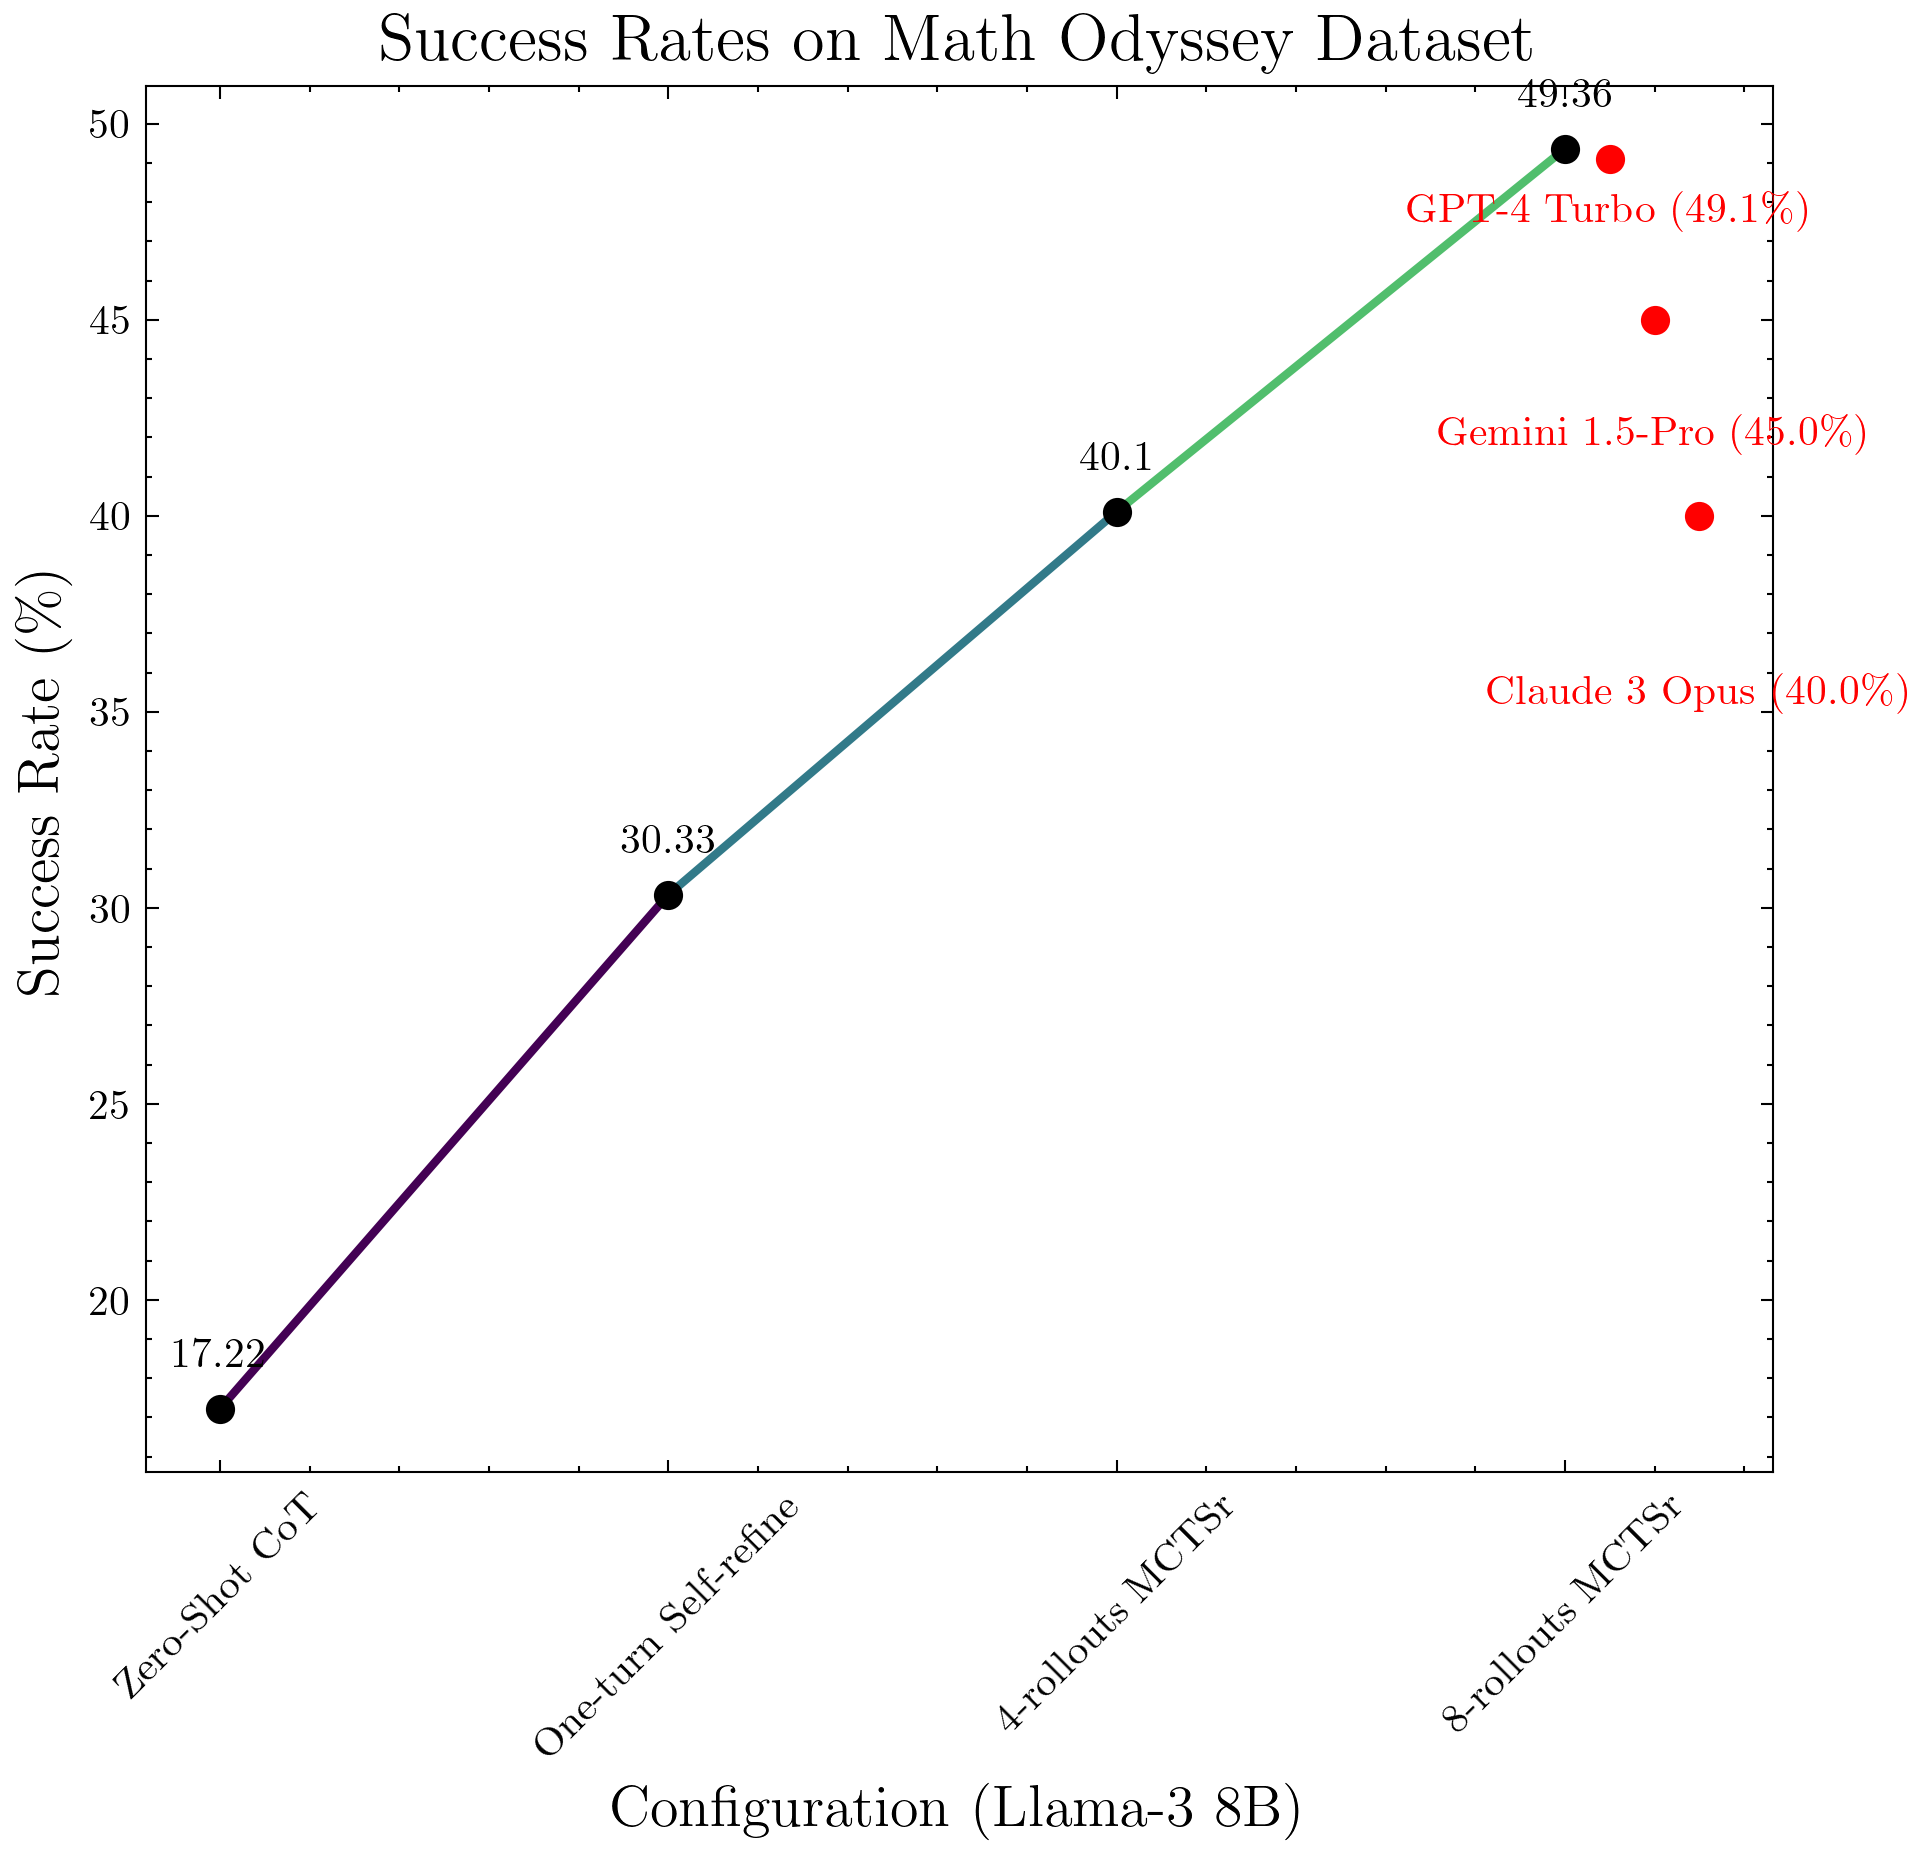 Success Rates on Math Odyssey Dataset
49.36
50
GPT-4 Turbo (49.1%)
45
Gemini 1.5-Pro (45.0%)
40.1
40
Claude 3 Opus (40.0%)
35
Success Rate (%)
30.33
30
25
20
17.22
Zero-Shot CoT
One-turn Self-refine
4-rollouts MCTSr
8-rollouts MCTSr
Configuration (Llama-3 8B)